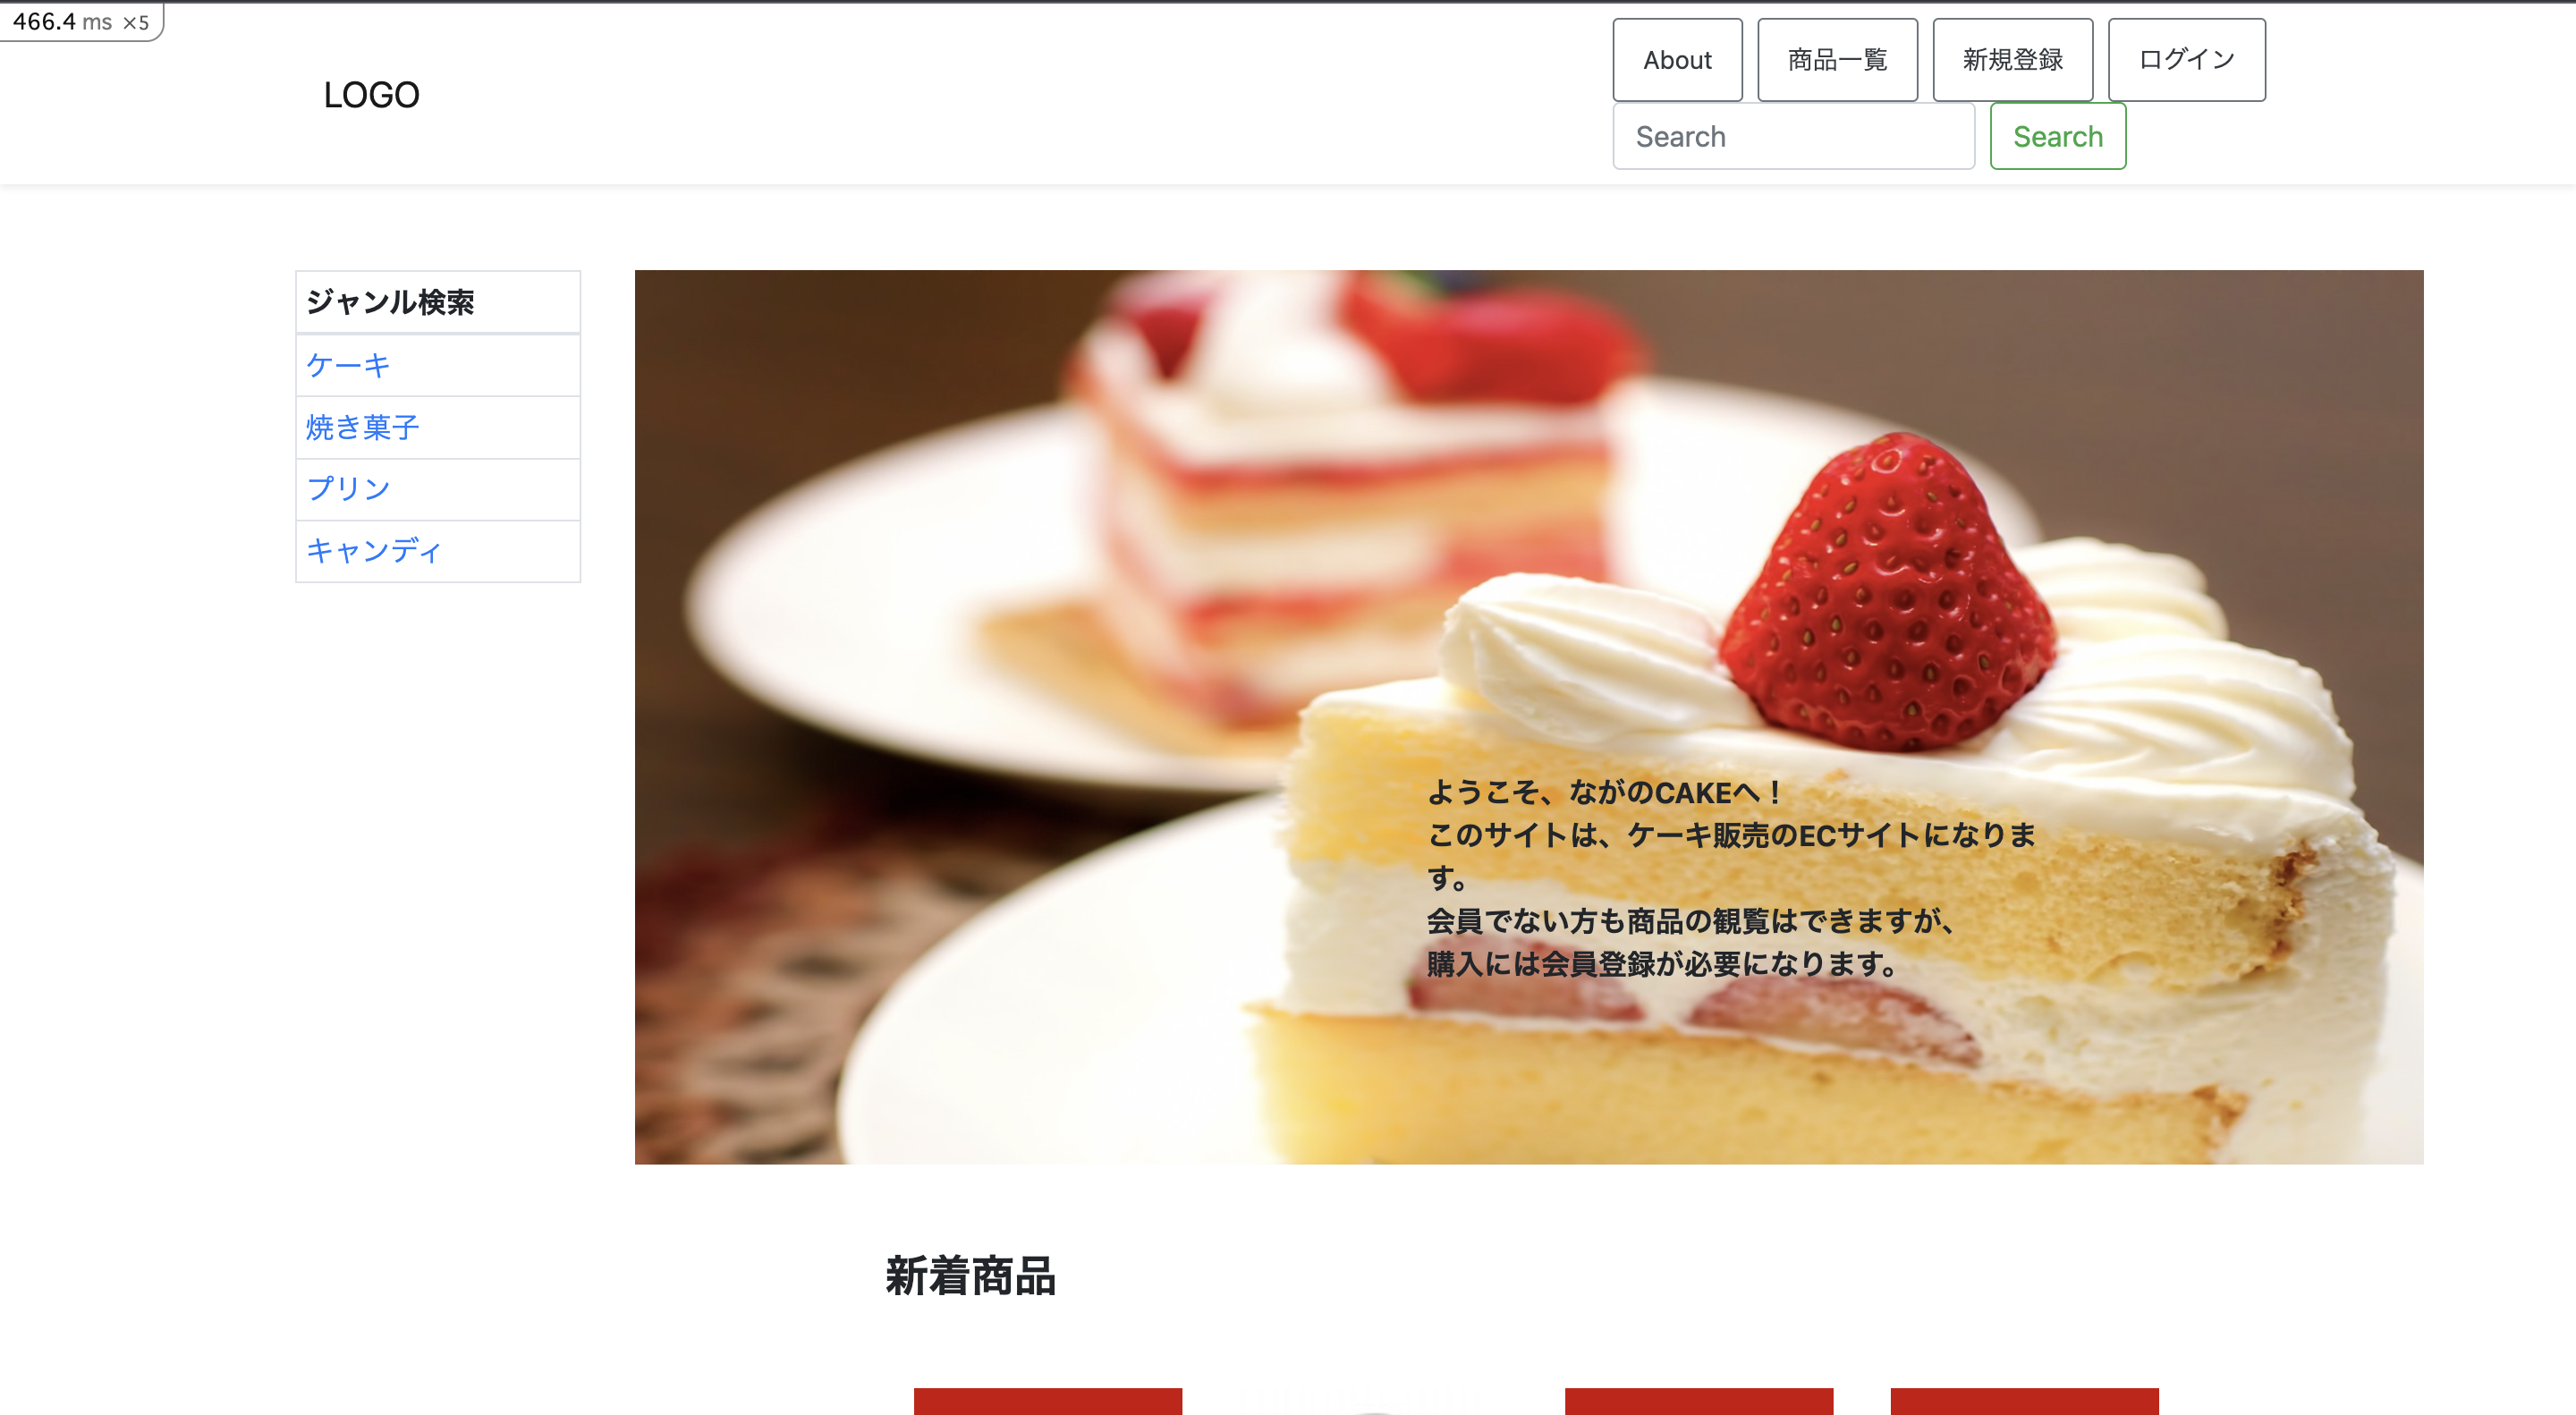 466.4 ms ×5
LOGO
About 商品一覧 新規登録 ログイン
Search Search
ジャンル検索
ケーキ
焼き菓子
プリン
キャンディ
ようこそ、ながのCAKEへ！
このサイトは、ケーキ販売のECサイトになりま
す。
会員でない方も商品の観覧はできますが、
購入には会員登録が必要になります。
新着商品